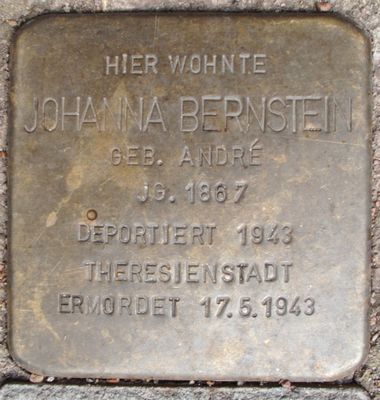 HIER WOHNTE
JOHANNA BERNSTEIN
GEB. ANDRÉ
JG. 1867
DEPORTIERT 1943
THERESIENSTADT
ERMORDET 17.5.1943